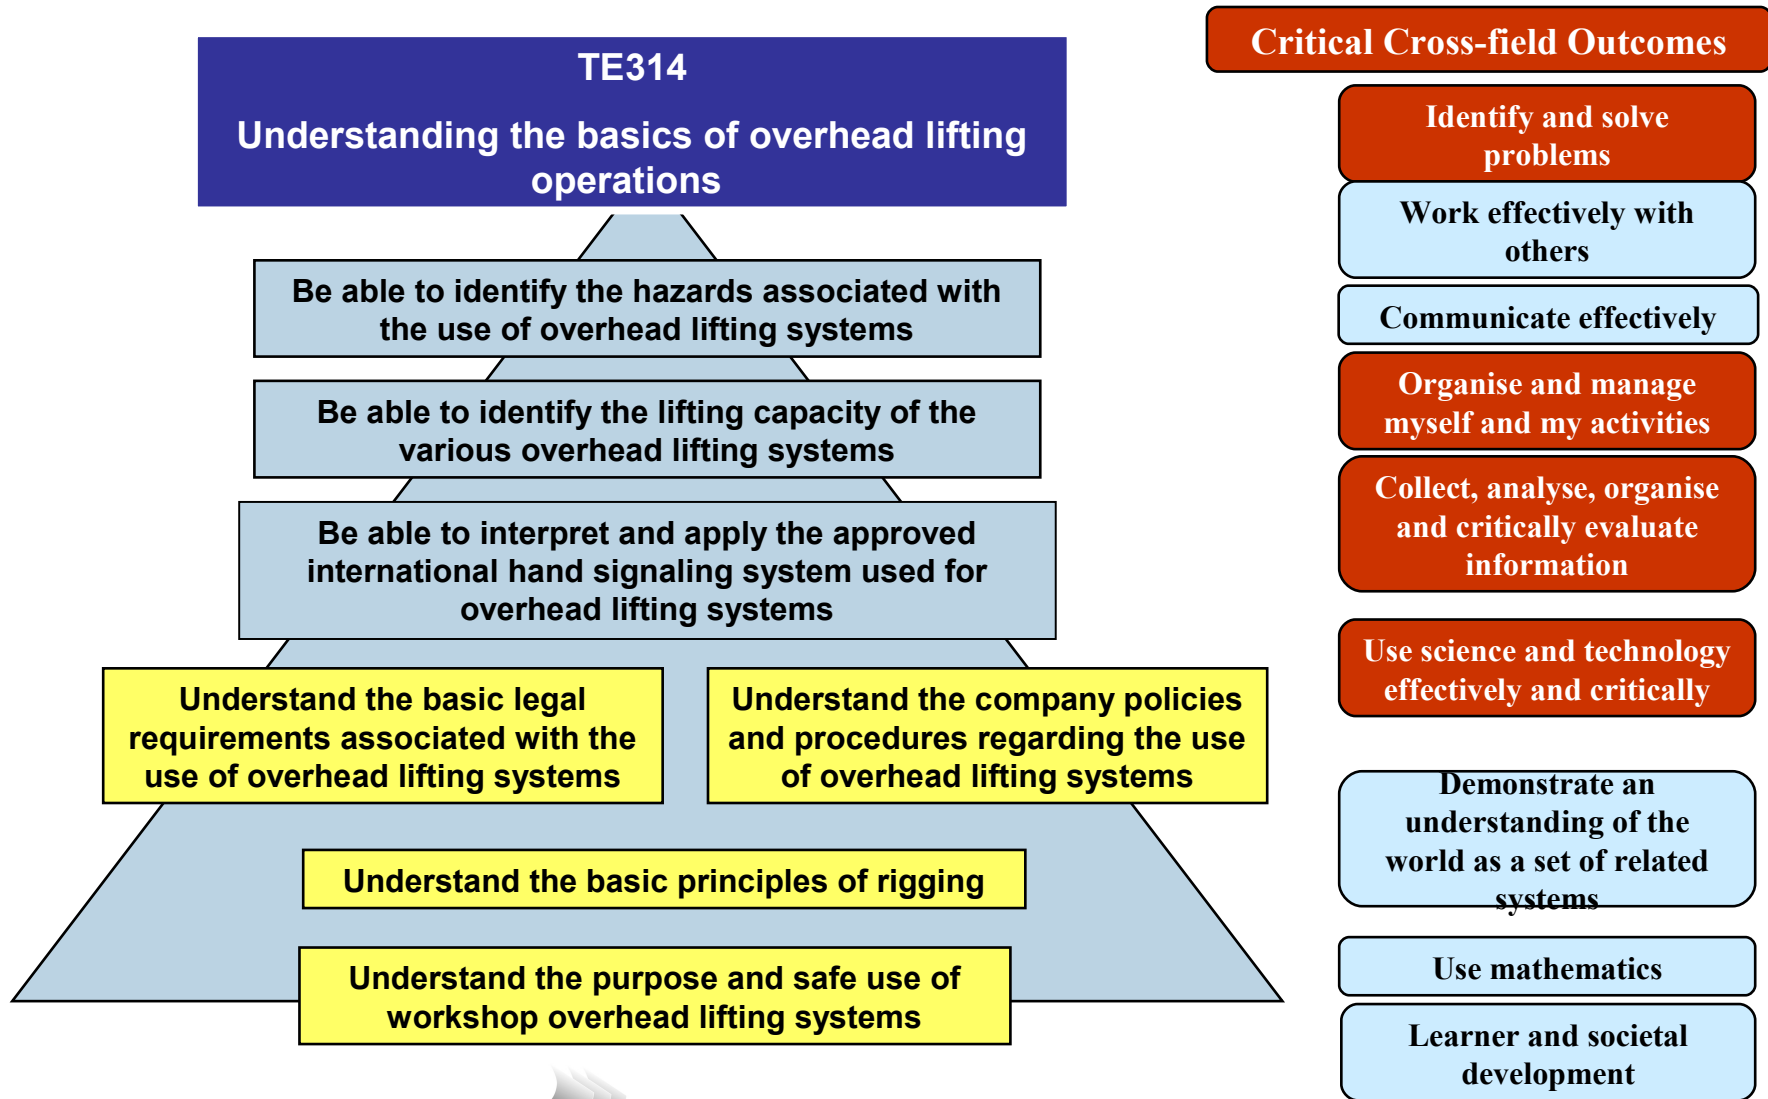 TE314
Understanding the basics of overhead lifting
operations
Be able to identify the hazards associated with
the use of overhead lifting systems
Be able to identify the lifting capacity of the
various overhead lifting systems
Be able to interpret and apply the approved
international hand signaling system used for
overhead lifting systems
Understand the basic legal
requirements associated with the
use of overhead lifting systems
Understand the company policies
and procedures regarding the use
of overhead lifting systems
Understand the basic principles of rigging
Understand the purpose and safe use of
workshop overhead lifting systems
Critical Cross-field Outcomes
Identify and solve
problems
Work effectively with
others
Communicate effectively
Organise and manage
myself and my activities
Collect, analyse, organise
and critically evaluate
information
Use science and technology
effectively and critically
Demonstrate an
understanding of the
world as a set of related
systems
Use mathematics
Learner and societal
development